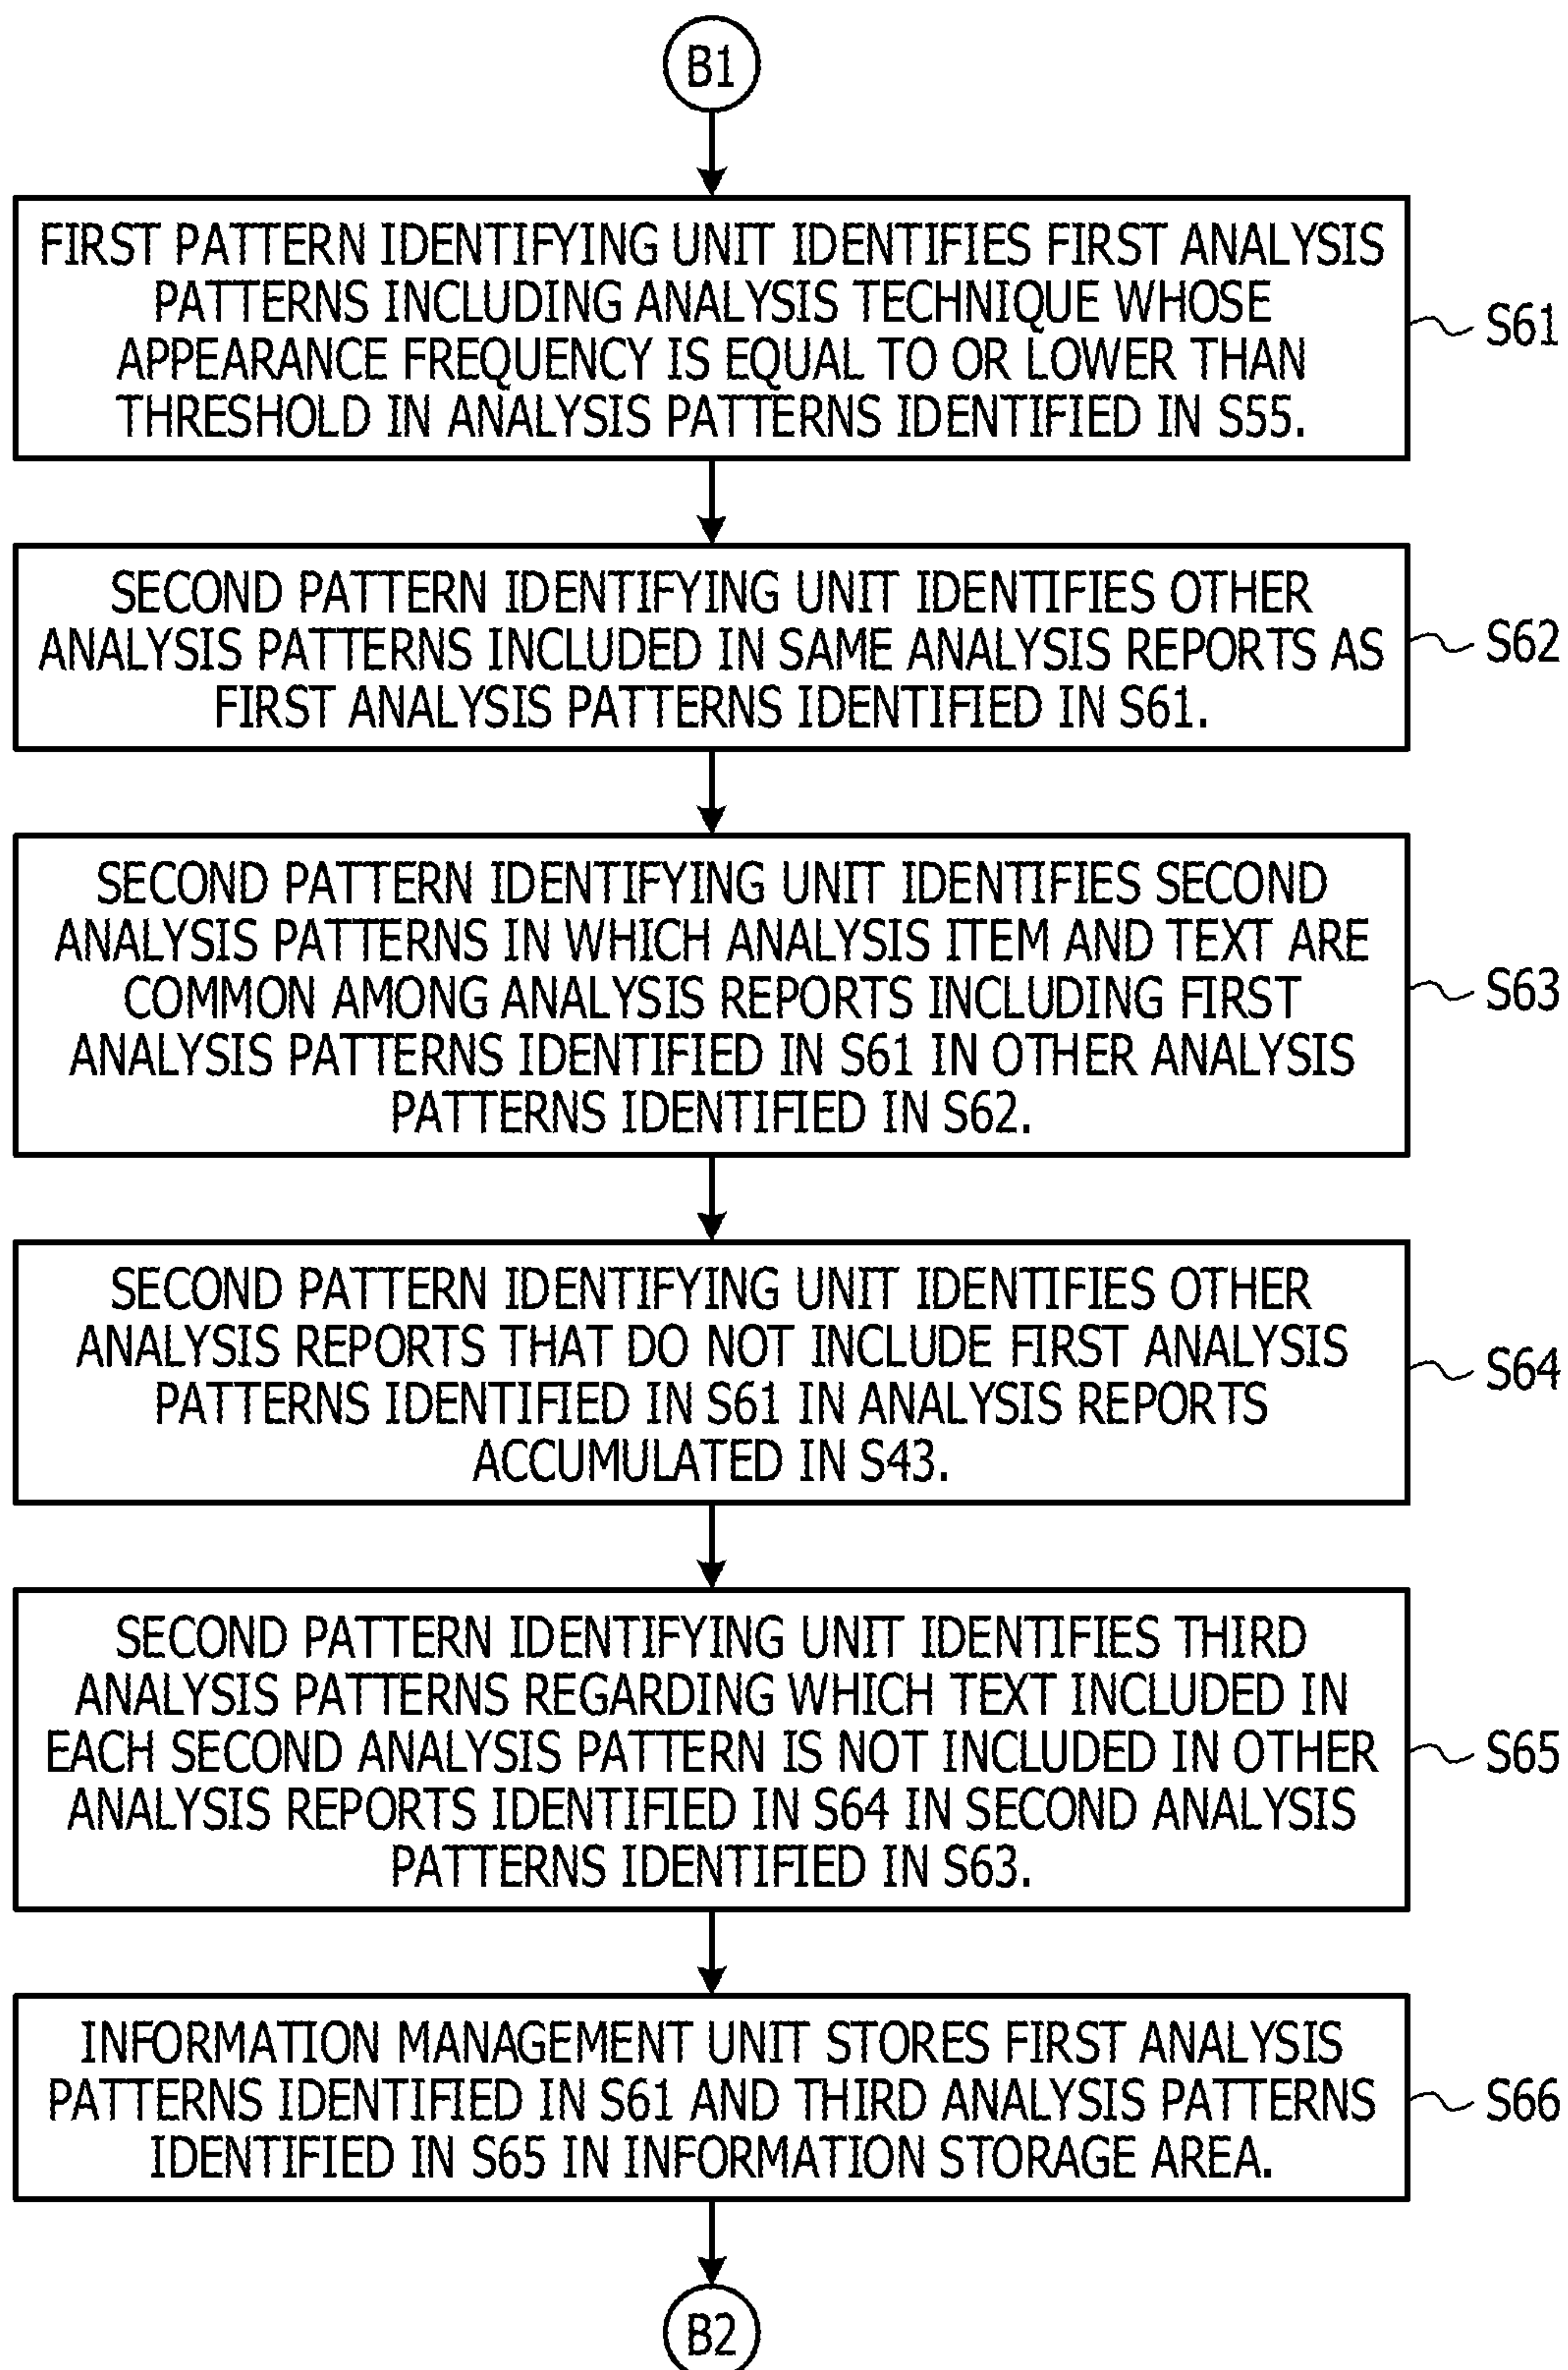 B1
FIRST PATTERN IDENTIFYING UNIT IDENTIFIES FIRST ANALYSIS
PATTERNS INCLUDING ANALYSIS TECHNIQUE WHOSE
APPEARANCE FREQUENCY IS EQUAL TO OR LOWER THAN
THRESHOLD IN ANALYSIS PATTERNS IDENTIFIED IN S55.
S61
SECOND PATTERN IDENTIFYING UNIT IDENTIFIES OTHER
ANALYSIS PATTERNS INCLUDED IN SAME ANALYSIS REPORTS AS
FIRST ANALYSIS PATTERNS IDENTIFIED IN S61.
S62
SECOND PATTERN IDENTIFYING UNIT IDENTIFIES SECOND
ANALYSIS PATTERNS IN WHICH ANALYSIS ITEM AND TEXT ARE
COMMON AMONG ANALYSIS REPORTS INCLUDING FIRST
ANALYSIS PATTERNS IDENTIFIED IN S61 IN OTHER ANALYSIS
PATTERNS IDENTIFIED IN S62.
S63
SECOND PATTERN IDENTIFYING UNIT IDENTIFIES OTHER
ANALYSIS REPORTS THAT DO NOT INCLUDE FIRST ANALYSIS
PATTERNS IDENTIFIED IN S61 IN ANALYSIS REPORTS
ACCUMULATED IN S43.
S64
SECOND PATTERN IDENTIFYING UNIT IDENTIFIES THIRD
ANALYSIS PATTERNS REGARDING WHICH TEXT INCLUDED IN
EACH SECOND ANALYSIS PATTERN IS NOT INCLUDED IN OTHER
ANALYSIS REPORTS IDENTIFIED IN S64 IN SECOND ANALYSIS
PATTERNS IDENTIFIED IN S63.
S65
INFORMATION MANAGEMENT UNIT STORES FIRST ANALYSIS
PATTERNS IDENTIFIED IN S61 AND THIRD ANALYSIS PATTERNS
IDENTIFIED IN S65 IN INFORMATION STORAGE AREA.
S66
B2